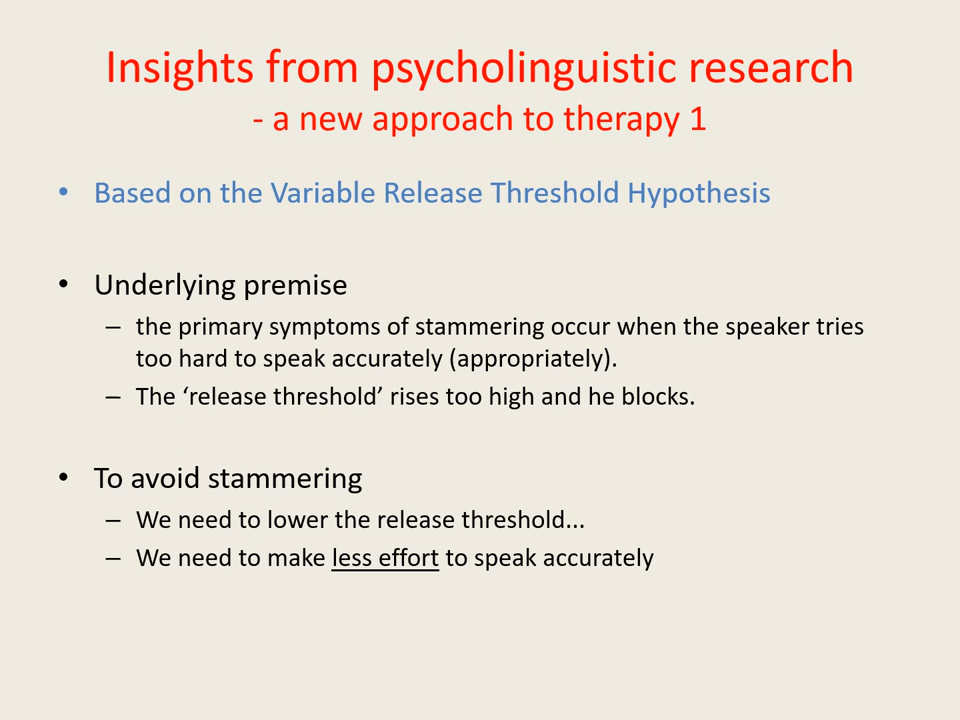 Insights from psycholinguistic research
- a new approach to therapy 1
• Based on the Variable Release Threshold Hypothesis
• Underlying premise
– the primary symptoms of stammering occur when the speaker tries
too hard to speak accurately (appropriately).
– The ‘release threshold’ rises too high and he blocks.
• To avoid stammering
– We need to lower the release threshold...
– We need to make less effort to speak accurately